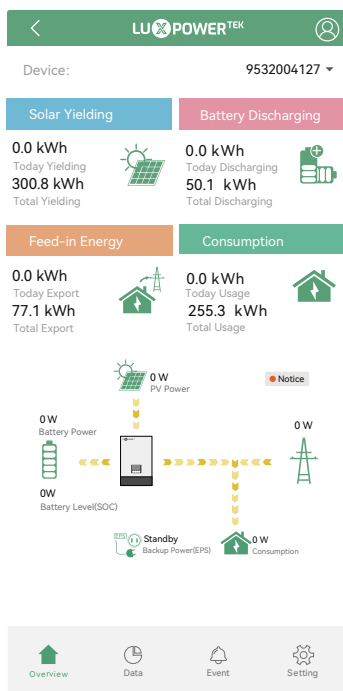 LUXPOWERTEK
Device:
9532004127
Solar Yielding
Battery Discharging
0.0 kWh
Today Yielding
300.8 kWh
Total Yielding
0.0 kWh
Today Discharging
50.1 kWh
Total Discharging
Feed-in Energy
Consumption
0.0 kWh
Today Export
77.1 kWh
Total Export
0.0 kWh
Today Usage
255.3 kWh
Total Usage
0 W
PV Power
Notice
0 W
Battery Power
0 W
0W
Battery Level(SOC)
EPS
Standby
Backup Power(EPS)
0 W
Consumption
Overview
Data
Event
Setting